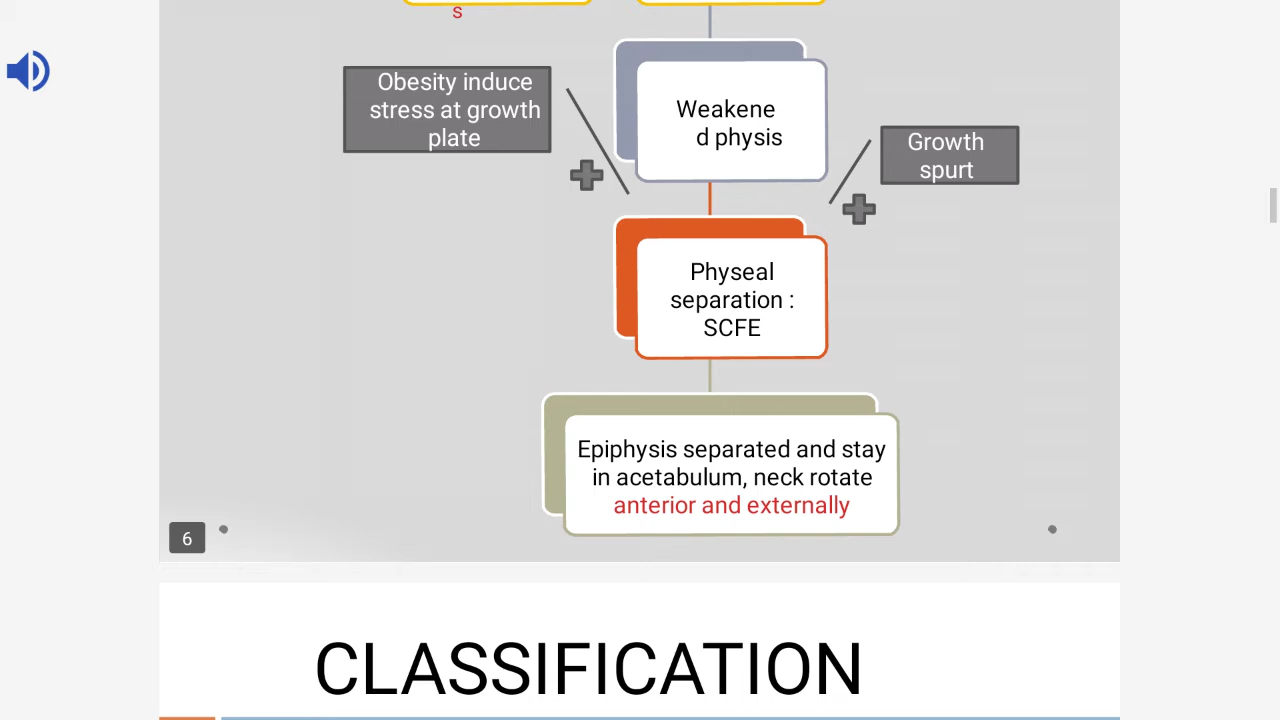 s
Obesity induce
stress at growth
plate
Weakene
d physis
Growth
spurt
Physeal
separation :
SCFE
Epiphysis separated and stay
in acetabulum, neck rotate
anterior and externally
6
CLASSIFICATION